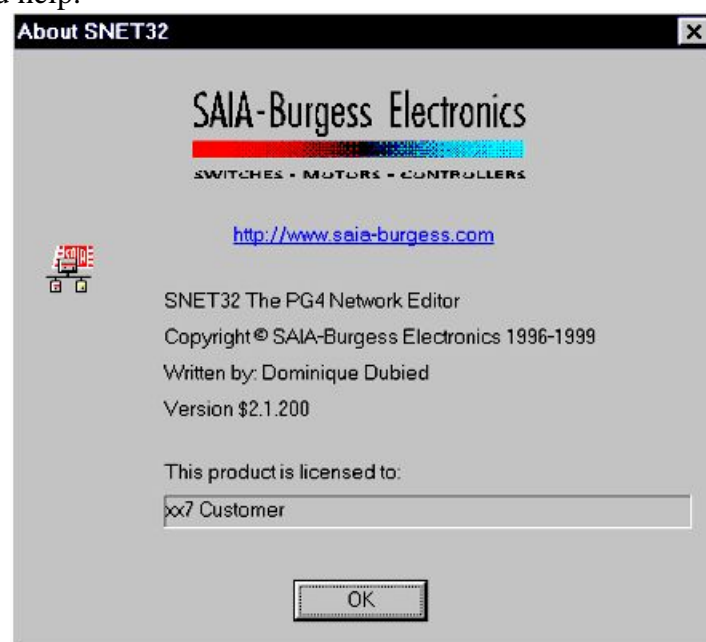 d help.
About SNET32
SAIA-Burgess Electronics
SWITCHES - MOTORS - CONTROLLERS
http://www.saia-burgess.com
SNET32 The PG4 Network Editor
Copyright © SAIA-Burgess Electronics 1996-1999
Written by: Dominique Dubied
Version $2.1.200
This product is licensed to:
xx7 Customer
OK